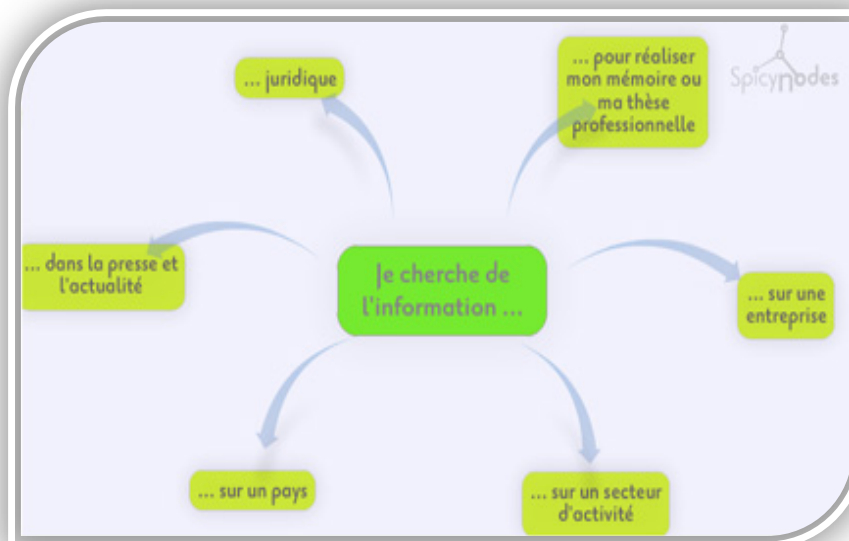 ... juridique
... pour réaliser
mon mémoire ou
ma thèse
professionnelle
Spicynodes
... dans la presse et
l'actualité
Je cherche de
l'information ...
... sur une
entreprise
... sur un pays
... sur un secteur
d'activité